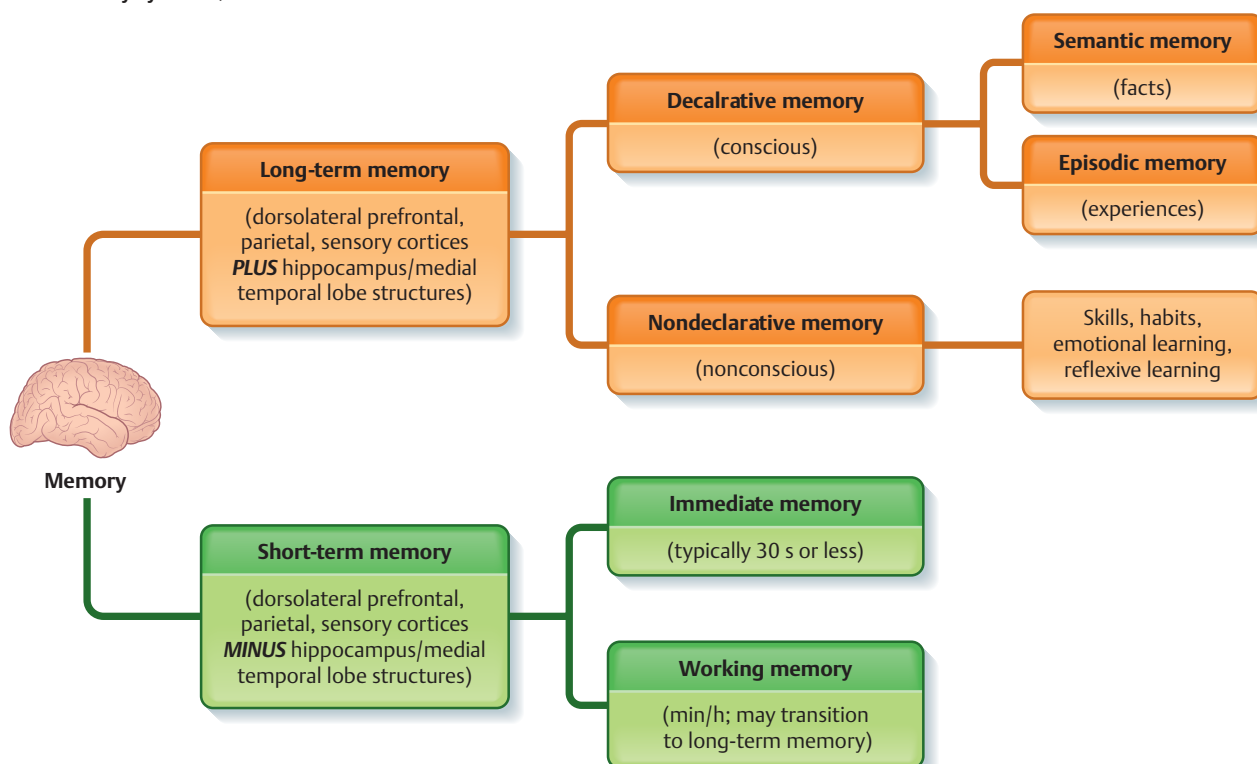 Semantic memory
(facts)
Decalrative memory
(conscious)
Episodic memory
(experiences)
Long-term memory
(dorsolateral prefrontal,
parietal, sensory cortices
PLUS hippocampus/medial
temporal lobe structures)
Nondeclarative memory
(nonconscious)
Skills, habits,
emotional learning,
reflexive learning
Memory
Short-term memory
(dorsolateral prefrontal,
parietal, sensory cortices
MINUS hippocampus/medial
temporal lobe structures)
Immediate memory
(typically 30 s or less)
Working memory
(min/h; may transition
to long-term memory)